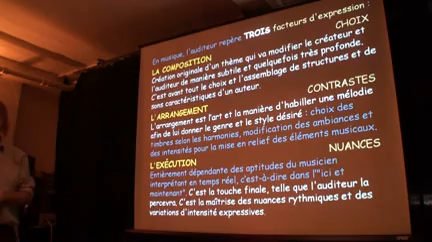 En musique, l'auditeur repère TROIS facteurs d'expression :
CHOIX
LA COMPOSITION
Création originale d'un thème qui va modifier le créateur et
l'auditeur de manière subtile et quelquefois très profonde.
C'est avant tout le choix et l'assemblage de structures et de
sons caractéristiques d'un auteur.
CONTRASTES
L'ARRANGEMENT
L'arrangement est l'art et la manière d'habiller une mélodie
afin de lui donner le genre et le style désiré : choix des
timbres selon les harmonies, modification des ambiances et
des intensités pour la mise en relief des éléments musicaux.
NUANCES
L'EXÉCUTION
Entièrement dépendante des aptitudes du musicien
interprétant en temps réel, c'est-à-dire dans l'"ici et
maintenant". C'est la touche finale, telle que l'auditeur la
percevra. C'est la maîtrise des nuances rythmiques et des
variations d'intensité expressives.